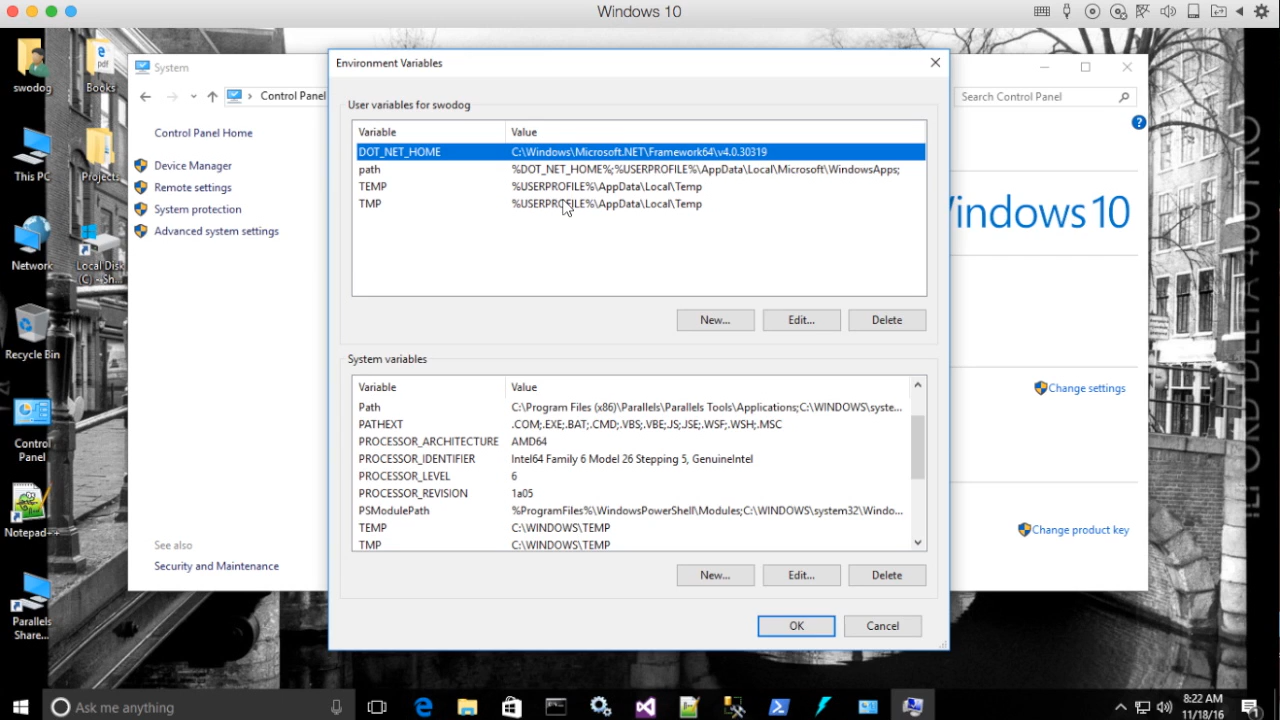 Windows 10
swodog
Books
This PC
Projects
Network
Local Disk
(C) - Sh...
Recycle Bin
Control
Panel
Notepad++
Parallels
Share...
System
Control Panel
Search Control Panel
Control Panel Home
Device Manager
Remote settings
System protection
Advanced system settings
See also
Security and Maintenance
Environment Variables
User variables for swodog
Variable Value
DOT_NET_HOME C:\Windows\Microsoft.NET\Framework64\v4.0.30319
path %DOT_NET_HOME%;%USERPROFILE%\AppData\Local\Microsoft\WindowsApps;
TEMP %USERPROFILE%\AppData\Local\Temp
TMP %USERPROFILE%\AppData\Local\Temp
New... Edit... Delete
System variables
Variable Value
Path C:\Program Files (x86)\Parallels\Parallels Tools\Applications;C:\WINDOWS\syste...
PATHEXT .COM;.EXE;.BAT;.CMD;.VBS;.VBE;.JS;.JSE;.WSF;.WSH;.MSC
PROCESSOR_ARCHITECTURE AMD64
PROCESSOR_IDENTIFIER Intel64 Family 6 Model 26 Stepping 5, GenuineIntel
PROCESSOR_LEVEL 6
PROCESSOR_REVISION 1a05
PSModulePath %ProgramFiles%\WindowsPowerShell\Modules;C:\WINDOWS\system32\Windo...
TEMP C:\WINDOWS\TEMP
TMP C:\WINDOWS\TEMP
New... Edit... Delete
OK Cancel
Windows 10
Change settings
Change product key
ILFORD DELTA 400 PRO
Ask me anything
8:22 AM
11/18/16